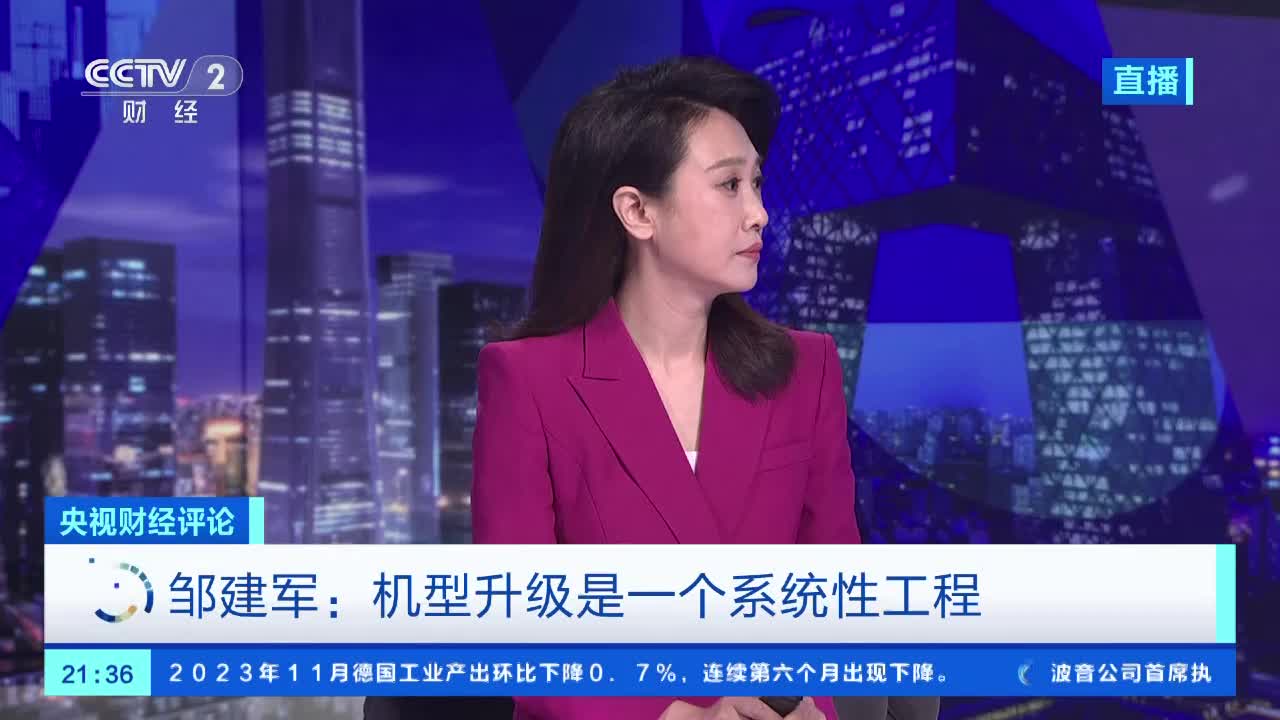 CCTV 2
财经
直播
央视财经评论
邹建军：机型升级是一个系统性工程
21:36
2023年11月德国工业产出环比下降0.7%，连续第六个月出现下降。
波音公司首席执